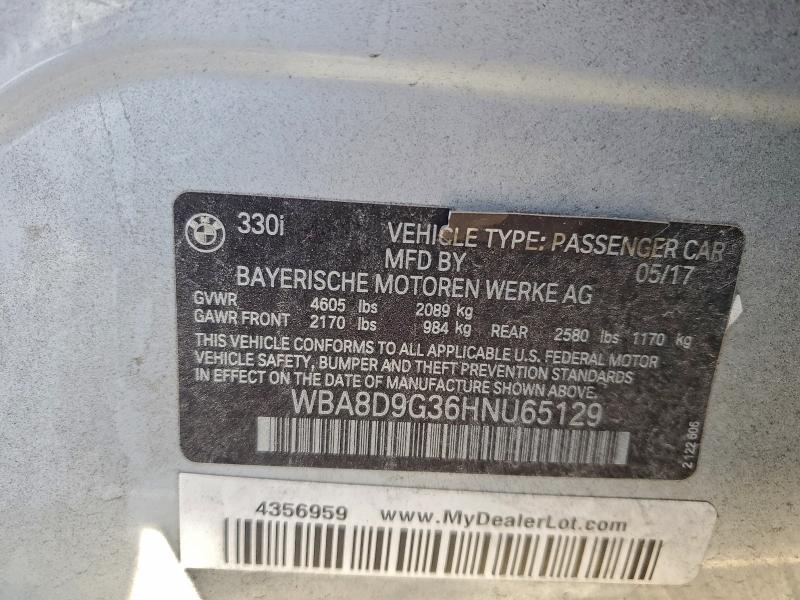 330i VEHICLE TYPE: PASSENGER CAR
MFD BY 05/17
BAYERISCHE MOTOREN WERKE AG
GVWR 4605 lbs 2089 kg
GAWR FRONT 2170 lbs 984 kg REAR 2580 lbs 1170 kg
THIS VEHICLE CONFORMS TO ALL APPLICABLE U.S. FEDERAL MOTOR
VEHICLE SAFETY, BUMPER AND THEFT PREVENTION STANDARDS
IN EFFECT ON THE DATE OF MANUFACTURE SHOWN ABOVE.
WBA8D9G36HNU65129
2 122 606
4356959 www.MyDealerLot.com